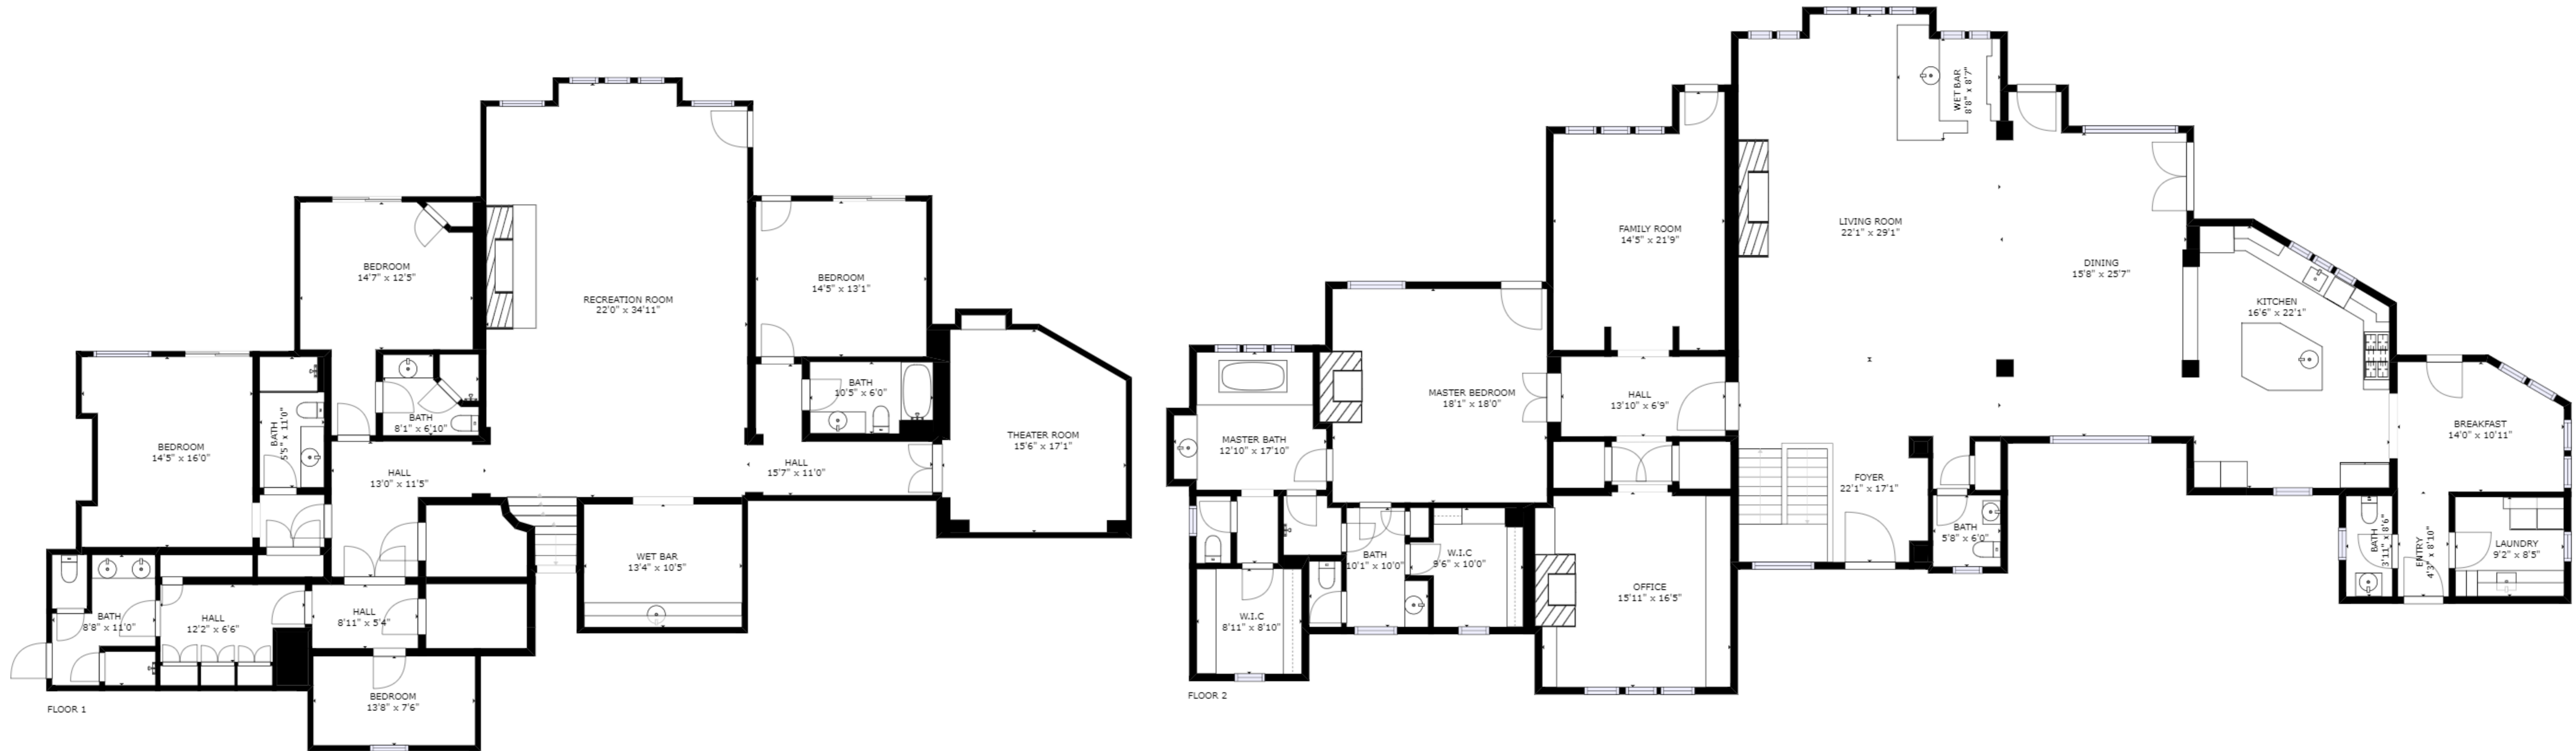 BEDROOM
14'7" x 12'5"
RECREATION ROOM
22'0" x 34'11"
BEDROOM
14'5" x 13'1"
BATH
10'5" x 6'0"
BATH
8'1" x 6'10"
BATH
5'5" x 11'0"
BEDROOM
14'5" x 16'0"
THEATER ROOM
15'6" x 17'1"
HALL
13'0" x 11'5"
HALL
15'7" x 11'0"
WET BAR
13'4" x 10'5"
BATH
8'8" x 11'0"
HALL
12'2" x 6'6"
HALL
8'11" x 5'4"
BEDROOM
13'8" x 7'6"
FLOOR 1
WET BAR
8'8" x 8'7"
LIVING ROOM
22'1" x 29'1"
FAMILY ROOM
14'5" x 21'9"
DINING
15'8" x 25'7"
KITCHEN
16'6" x 22'1"
MASTER BEDROOM
18'1" x 18'0"
HALL
13'10" x 6'9"
BREAKFAST
14'0" x 10'11"
MASTER BATH
12'10" x 17'10"
FOYER
22'1" x 17'1"
BATH
5'8" x 6'0"
BATH
3'11" x 8'6"
ENTRY
4'3" x 8'10"
LAUNDRY
9'2" x 8'5"
BATH
10'1" x 10'0"
W.I.C
9'6" x 10'0"
OFFICE
15'11" x 16'5"
W.I.C
8'11" x 8'10"
FLOOR 2